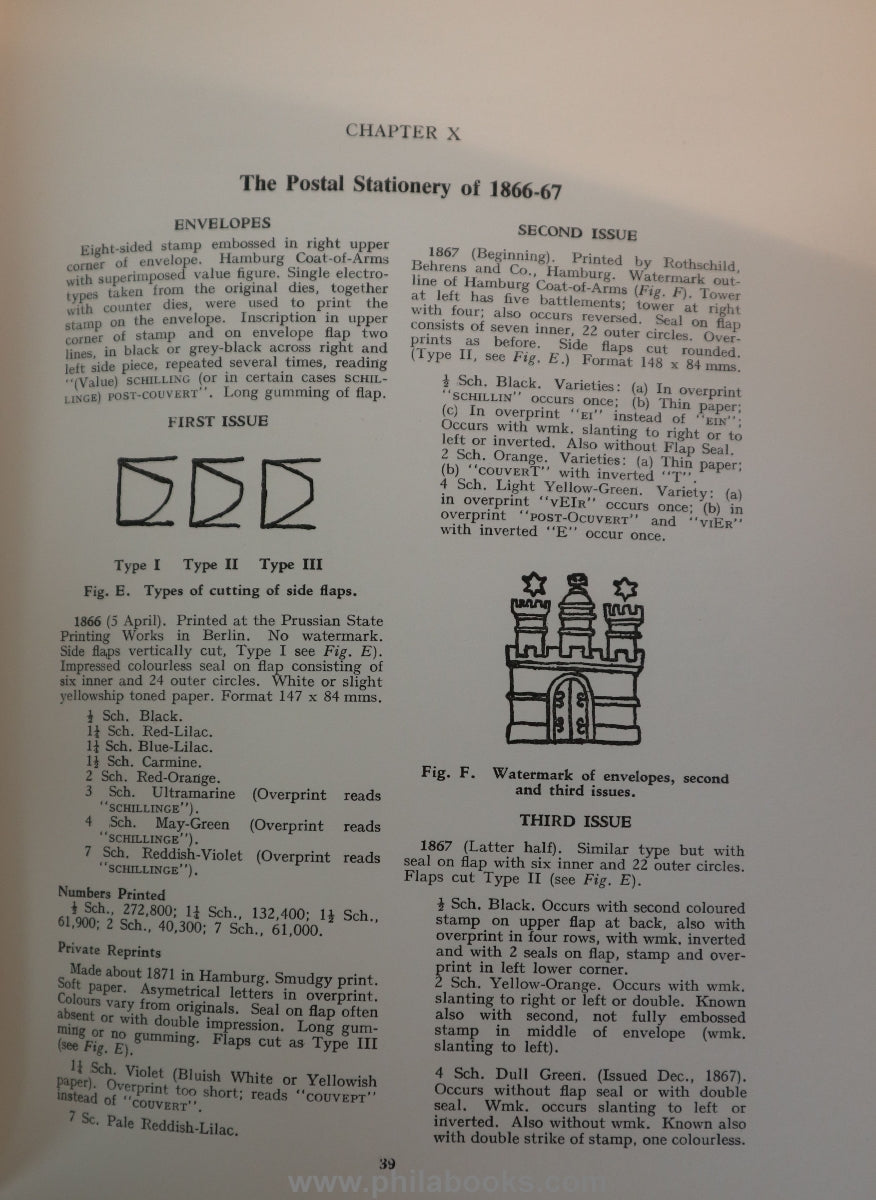 CHAPTER X
The Postal Stationery of 1866-67
ENVELOPES
Eight-sided stamp embossed in right upper
corner of envelope. Hamburg Coat-of-Arms
with superimposed value figure. Single electro-
types taken from the original dies, together
with counter dies, were used to print the
stamp on the envelope. Inscription in upper
corner of stamp and on envelope flap two
lines, in black or grey-black across right and
left side piece, repeated several times, reading
"(Value) SCHILLING (or in certain cases SCHIL-
LINGE) POST-COUVERT". Long gumming of flap.
FIRST ISSUE
Type I Type II Type III
Fig. E. Types of cutting of side flaps.
1866 (5 April). Printed at the Prussian State
Printing Works in Berlin. No watermark.
Side flaps vertically cut, Type I see Fig. E).
Impressed colourless seal on flap consisting of
six inner and 24 outer circles. White or slight
yellowship toned paper. Format 147 x 84 mms.
½ Sch. Black.
1¼ Sch. Red-Lilac.
1¼ Sch. Blue-Lilac.
1½ Sch. Carmine.
2 Sch. Red-Orange.
3 Sch. Ultramarine (Overprint reads
"SCHILLINGE").
4 Sch. May-Green (Overprint reads
"SCHILLINGE").
7 Sch. Reddish-Violet (Overprint reads
"SCHILLINGE").
Numbers Printed
½ Sch., 272,800; 1¼ Sch., 132,400; 1½ Sch.,
61,900; 2 Sch., 40,300; 7 Sch., 61,000.
Private Reprints
Made about 1871 in Hamburg. Smudgy print.
Soft paper. Asymetrical letters in overprint.
Colours vary from originals. Seal on flap often
absent or with double impression. Long gum-
ming or no gumming. Flaps cut as Type III
(see Fig. E).
1¼ Sch. Violet (Bluish White or Yellowish
paper). Overprint too short; reads "COUVEPT"
instead of "COUVERT".
7 Sc. Pale Reddish-Lilac.
SECOND ISSUE
1867 (Beginning). Printed by Rothschild,
Behrens and Co., Hamburg. Watermark out-
line of Hamburg Coat-of-Arms (Fig. F). Tower
at left has five battlements; tower at right
with four; also occurs reversed. Seal on flap
consists of seven inner, 22 outer circles. Over-
prints as before. Side flaps cut rounded.
(Type II, see Fig. E.) Format 148 x 84 mms.
½ Sch. Black. Varieties: (a) In overprint
"SCHILLIN" occurs once; (b) Thin paper;
(c) In overprint "EI" instead of "EIN";
Occurs with wmk. slanting to right or to
left or inverted. Also without Flap Seal.
2 Sch. Orange. Varieties: (a) Thin paper;
(b) "COUVERT" with inverted "T".
4 Sch. Light Yellow-Green. Variety: (a)
in overprint "vEIr" occurs once; (b) in
overprint "POST-OCUVERT" and "viEr"
with inverted "E" occur once.
Fig. F. Watermark of envelopes, second
and third issues.
THIRD ISSUE
1867 (Latter half). Similar type but with
seal on flap with six inner and 22 outer circles.
Flaps cut Type II (see Fig. E).
½ Sch. Black. Occurs with second coloured
stamp on upper flap at back, also with
overprint in four rows, with wmk. inverted
and with 2 seals on flap, stamp and over-
print in left lower corner.
2 Sch. Yellow-Orange. Occurs with wmk.
slanting to right or left or double. Known
also with second, not fully embossed
stamp in middle of envelope (wmk.
slanting to left).
4 Sch. Dull Green. (Issued Dec., 1867).
Occurs without flap seal or with double
seal. Wmk. occurs slanting to left or
inverted. Also without wmk. Known also
with double strike of stamp, one colourless.
39
www.philabooks.com